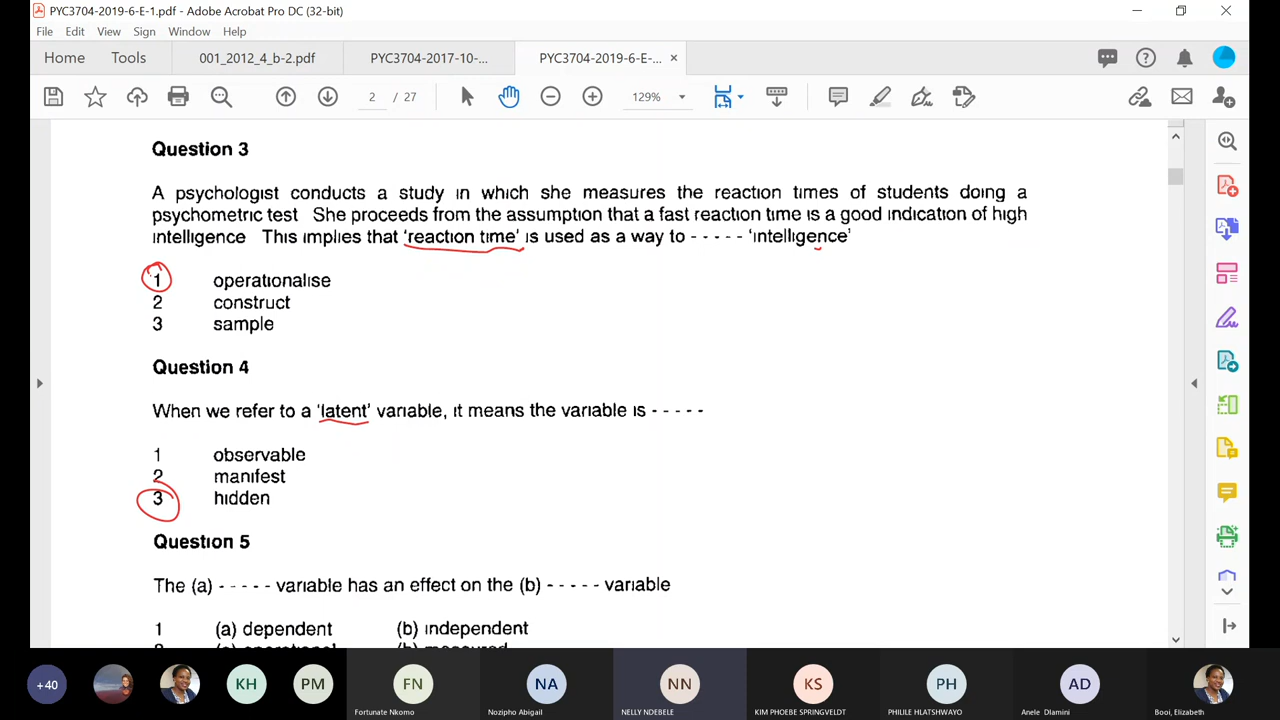 PYC3704-2019-6-E-1.pdf - Adobe Acrobat Pro DC (32-bit)
File Edit View Sign Window Help
Home Tools 001_2012_4_b-2.pdf PYC3704-2017-10-... PYC3704-2019-6-E-... ×
2 / 27 129%
Question 3
A psychologist conducts a study in which she measures the reaction times of students doing a
psychometric test She proceeds from the assumption that a fast reaction time is a good indication of high
intelligence This implies that 'reaction time' is used as a way to - - - - - 'intelligence'
1 operationalise
2 construct
3 sample
Question 4
When we refer to a 'latent' variable, it means the variable is - - - - -
1 observable
2 manifest
3 hidden
Question 5
The (a) - - - - - variable has an effect on the (b) - - - - - variable
1 (a) dependent (b) independent
+40 KH PM FN NA NN KS PH AD
Fortunate Nkomo Nozipho Abigail NELLY NDEBELE KIM PHOEBE SPRINGVELDT PHILILE HLATSHWAYO Anele Dlamini Booi, Elizabeth